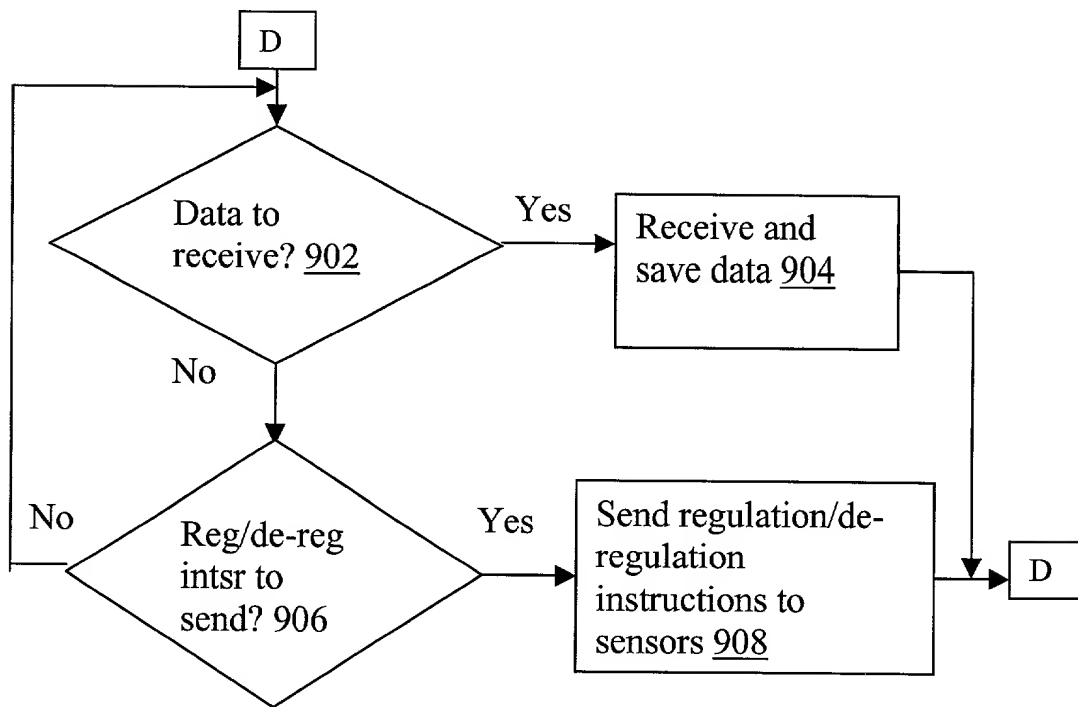 D
Data to
receive? 902
Yes
Receive and
save data 904
No
No
Reg/de-reg
intsr to
send? 906
Yes
Send regulation/de-
regulation
instructions to
sensors 908
D